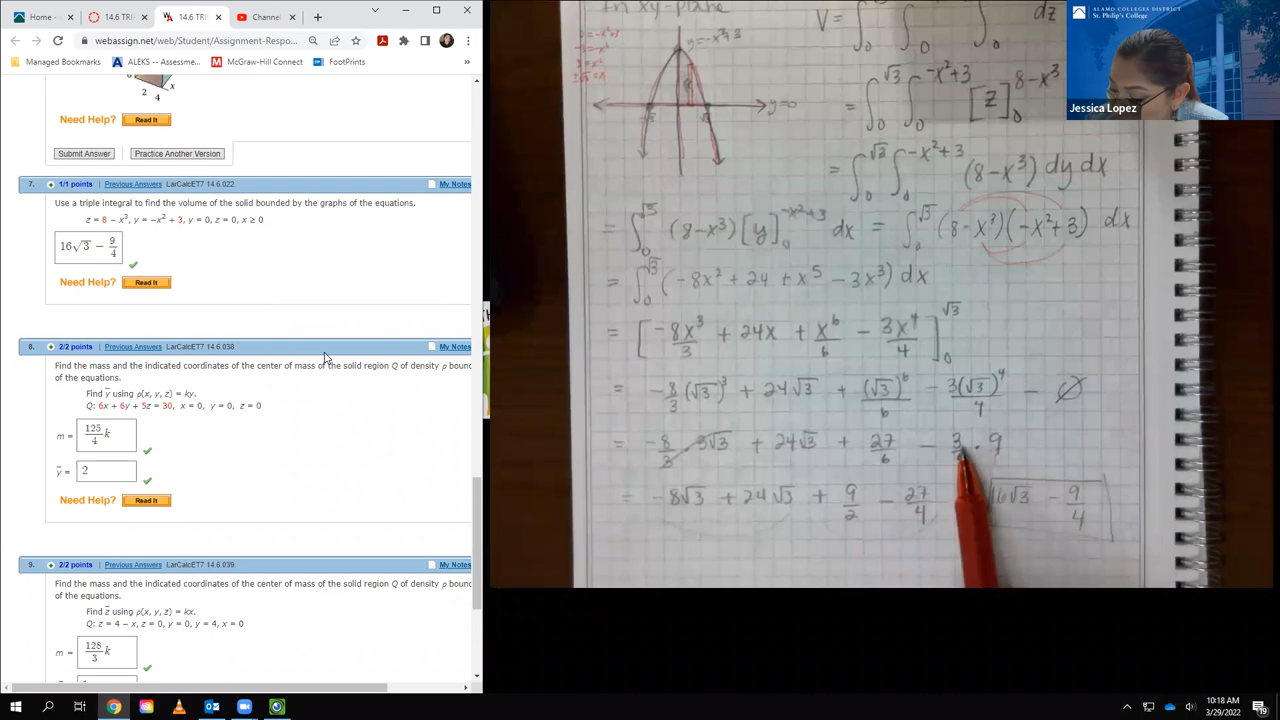 Home
14.6 TRI
14.6 TRI
Channel
webassign.net/web/Student/Assignment-Respo...
Managed Bookmarks
ALEKS -- Assessmen...
McGraw-Hill Connect
FootPrints
2
4
x
Need Help? Read It
Submit Answer Practice Another Version
7. 1/1 points Previous Answers LarCalcET7 14.6.022. My Notes
Use a triple integral to find the volume of the solid bounded by the graphs of the equations.
z = 8 − x³, y = −x² + 3, y = 0, z = 0, x ≥ 0
16√3 − 9/4
Need Help? Read It
8. 2/2 points Previous Answers LarCalcET7 14.6.038. My Notes
Find the mass and the indicated coordinates of the center of mass of the solid region Q of density ρ bound
of the equations.
Find y̅ using ρ(x, y, z) = ky.
Q: 6x + 6y + 5z = 30, x = 0, y = 0, z = 0
m = 125/4 k
y̅ = 2
Need Help? Read It
9. 2/2 points Previous Answers LarCalcET7 14.6.039. My Notes
Find the mass and the indicated coordinates of the center of mass of the solid region Q of density ρ bound
of the equations.
Find z̅ using ρ(x, y, z) = kx.
Q: z = 4 − x, z = 0, y = 0, y = 4, x = 0
m = 128/3 k
in xy-plane
y=-x²+3
y=0
V = ∫₀ ∫₀ ∫₀ dz
= ∫₀^√3 ∫₀^-x²+3 [z]₀^8-x³
= ∫₀^√3 ∫₀^-x²+3 (8-x³) dy dx
= ∫₀^√3 (8-x³) [y]₀^-x²+3 dx = ∫₀^√3 (8-x³)(-x²+3) dx
= ∫₀^√3 (-8x² + 24 + x⁵ - 3x³) dx
= [ -8x³/3 + 24x + x⁶/6 - 3x⁴/4 ]₀^√3
= -8/3 (√3)³ + 24√3 + (√3)⁶/6 - 3(√3)⁴/4 - 0
= -8/3 · 3√3 + 24√3 + 27/6 - 3 · 9
= -8√3 + 24√3 + 9/2 - 27/4 16√3 - 9/4
ALAMO COLLEGES DISTRICT
St. Philip's College
Jessica Lopez
10:18 AM
3/29/2022
19